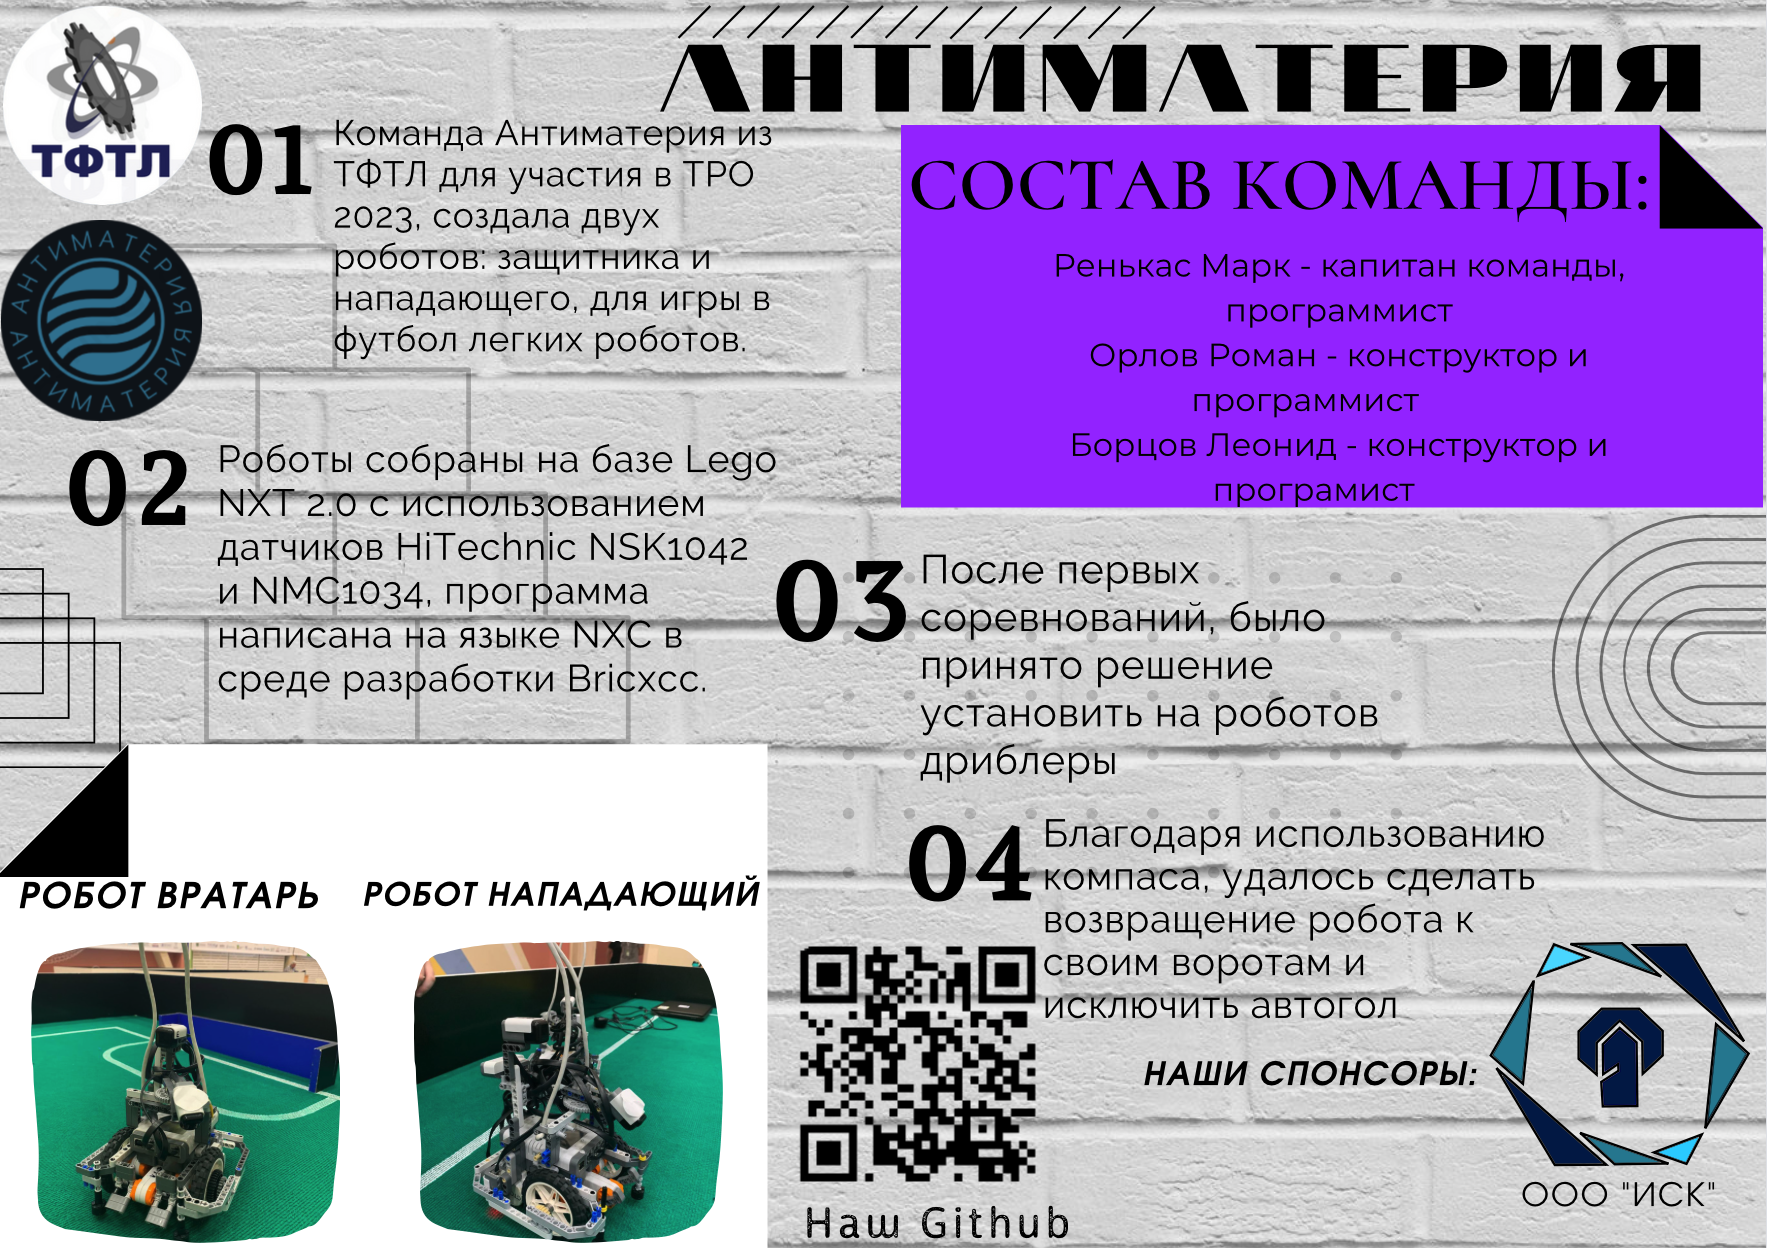 АНТИМАТЕРИЯ
ТФТЛ
АНТИМАТЕРИЯ
АНТИМАТЕРИЯ
01
Команда Антиматерия из
ТФТЛ для участия в ТРО
2023, создала двух
роботов: защитника и
нападающего, для игры в
футбол легких роботов.
СОСТАВ КОМАНДЫ:
Ренькас Марк - капитан команды,
программист
Орлов Роман - конструктор и
программист
Борцов Леонид - конструктор и
програмист
02
Роботы собраны на базе Lego
NXT 2.0 с использованием
датчиков HiTechnic NSK1042
и NMC1034, программа
написана на языке NXC в
среде разработки Bricxcc.
03
После первых
соревнований, было
принято решение
установить на роботов
дриблеры
04
Благодаря использованию
компаса, удалось сделать
возвращение робота к
своим воротам и
исключить автогол
РОБОТ ВРАТАРЬ
РОБОТ НАПАДАЮЩИЙ
Наш Github
НАШИ СПОНСОРЫ:
ООО "ИСК"